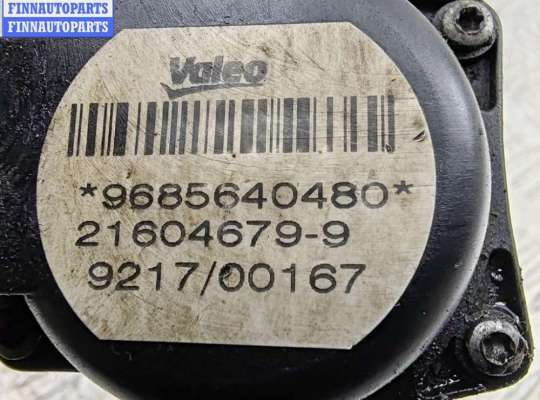 FINNAUTOPARTS
FINNAUTOPARTS
Valeo
*9685640480*
21604679-9
9217/00167